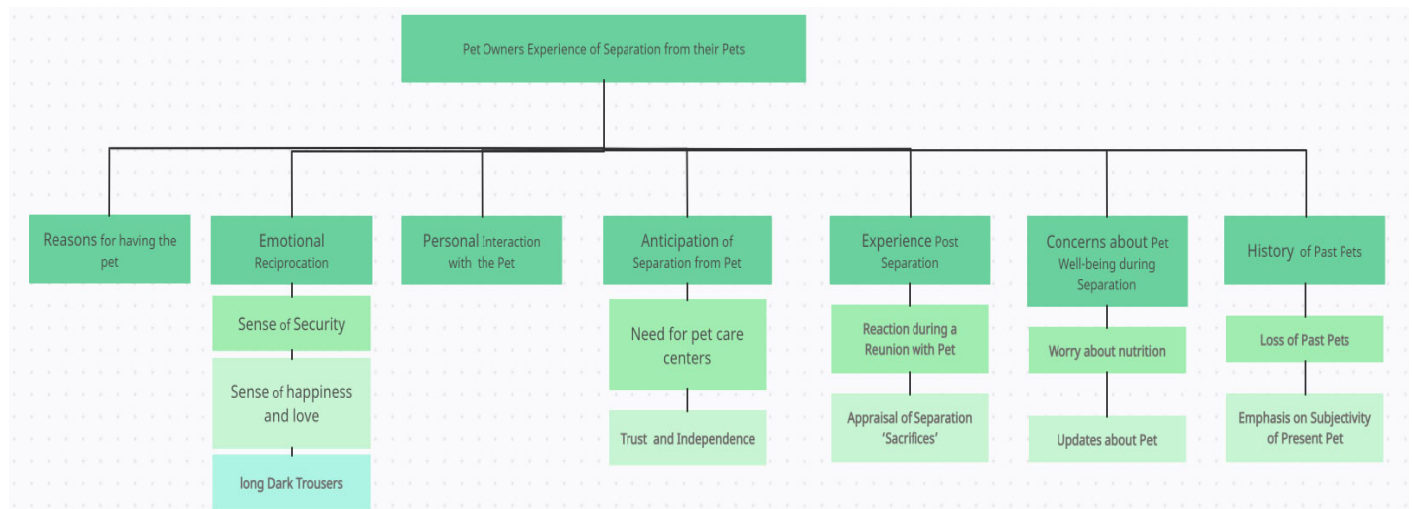 Pet Owners Experience of Separation from their Pets
Reasons for having the
pet
Emotional
Reciprocation
Sense of Security
Sense of happiness
and love
long Dark Trousers
Personal Interaction
with the Pet
Anticipation of
Separation from Pet
Need for pet care
centers
Trust and Independence
Experience Post
Separation
Reaction during a
Reunion with Pet
Appraisal of Separation
‘Sacrifices’
Concerns about Pet
Well-being during
Separation
Worry about nutrition
Updates about Pet
History of Past Fets
Loss of Past Pets
Emphasis on Subjectivity
of Present Pet